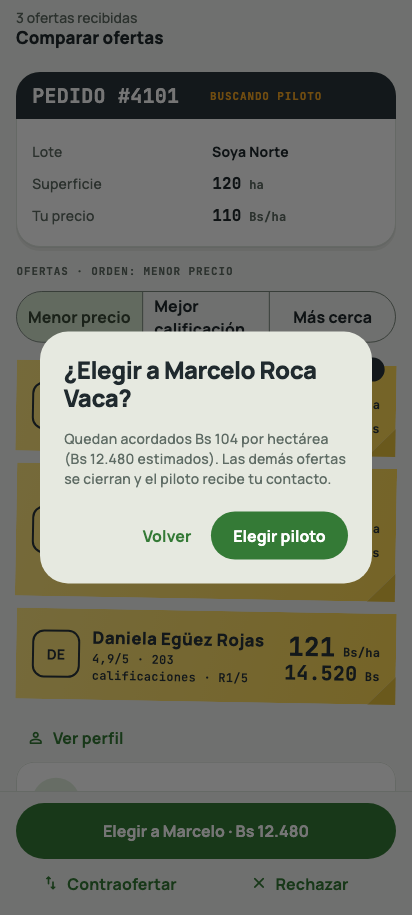 3 ofertas recibidas
Comparar ofertas
PEDIDO #4101 BUSCANDO PILOTO
Lote Soya Norte
Superficie 120 ha
Tu precio 110 Bs/ha
OFERTAS · ORDEN: MENOR PRECIO
Menor precio
Mejor
calificación
Más cerca
¿Elegir a Marcelo Roca
Vaca?
Quedan acordados Bs 104 por hectárea
(Bs 12.480 estimados). Las demás ofertas
se cierran y el piloto recibe tu contacto.
Volver
Elegir piloto
DE
Daniela Egüez Rojas
4,9/5 · 203
calificaciones · R1/5
121 Bs/ha
14.520 Bs
Ver perfil
Elegir a Marcelo · Bs 12.480
Contraofertar
Rechazar